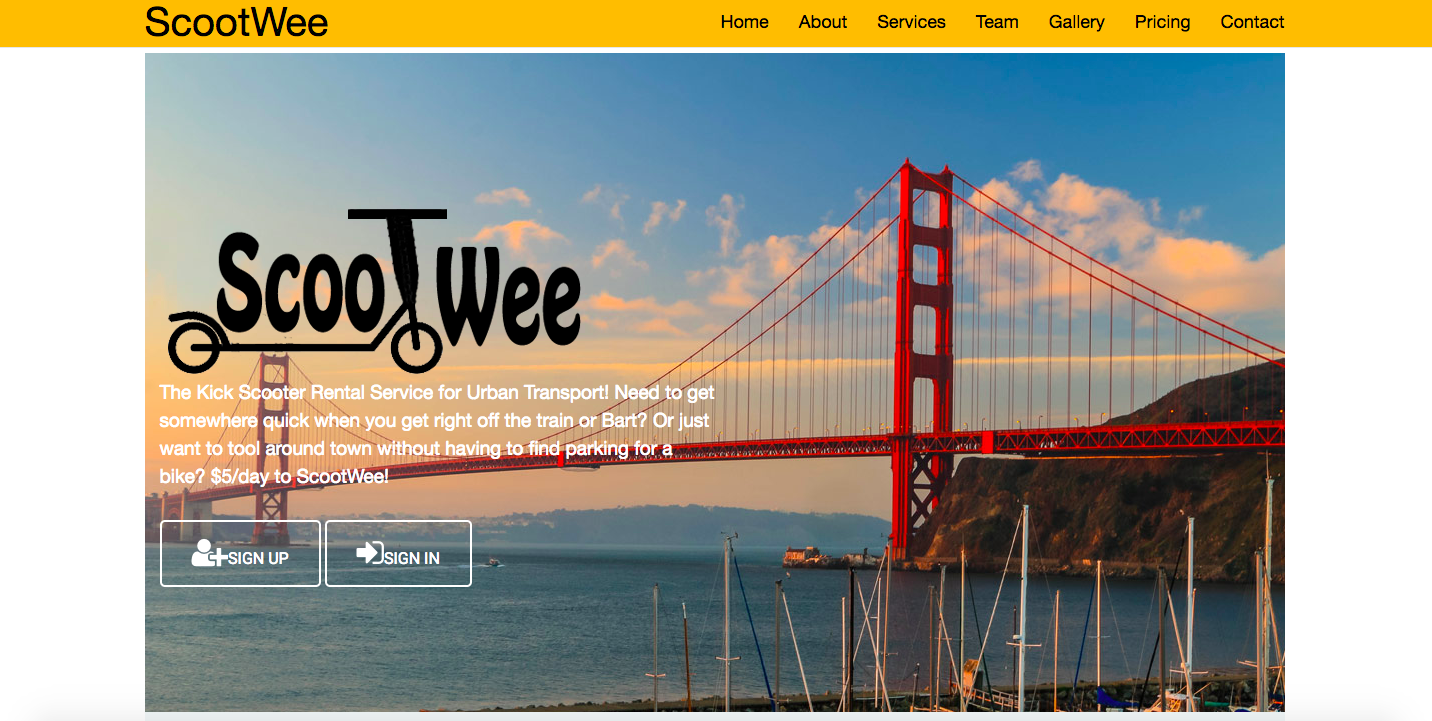 ScootWee
Home About Services Team Gallery Pricing Contact
ScooTWee
The Kick Scooter Rental Service for Urban Transport! Need to get
somewhere quick when you get right off the train or Bart? Or just
want to tool around town without having to find parking for a
bike? $5/day to ScootWee!
SIGN UP SIGN IN